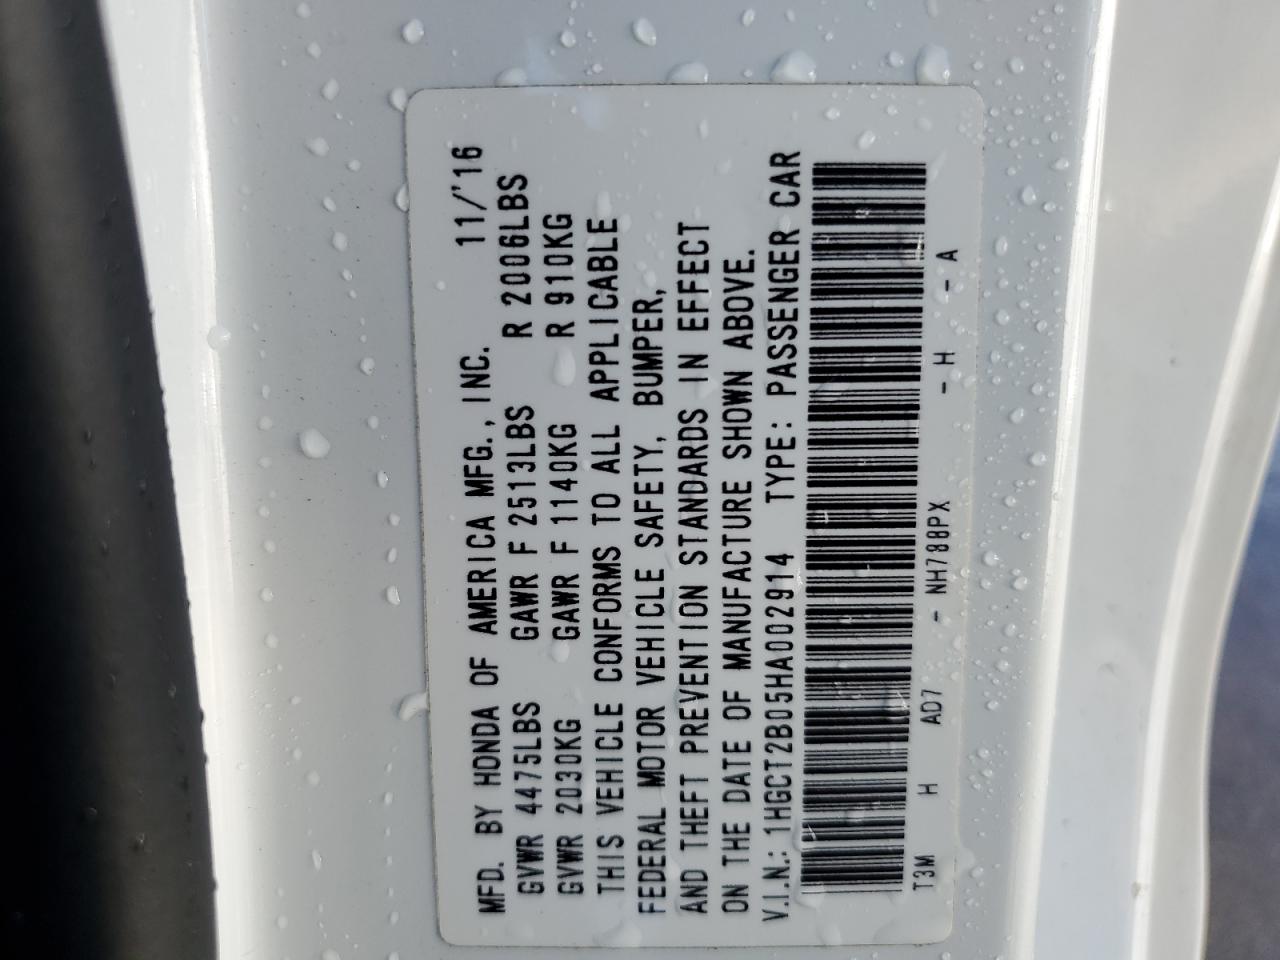 MFD. BY HONDA OF AMERICA MFG., INC. 11/'16
GVWR 4475LBS GAWR F 2513LBS R 2006LBS
GVWR 2030KG GAWR F 1140KG R 910KG
THIS VEHICLE CONFORMS TO ALL APPLICABLE
FEDERAL MOTOR VEHICLE SAFETY, BUMPER,
AND THEFT PREVENTION STANDARDS IN EFFECT
ON THE DATE OF MANUFACTURE SHOWN ABOVE.
V.I.N.: 1HGCT2B05HA002914 TYPE: PASSENGER CAR
T3M H AD7 - NH788PX - H - A